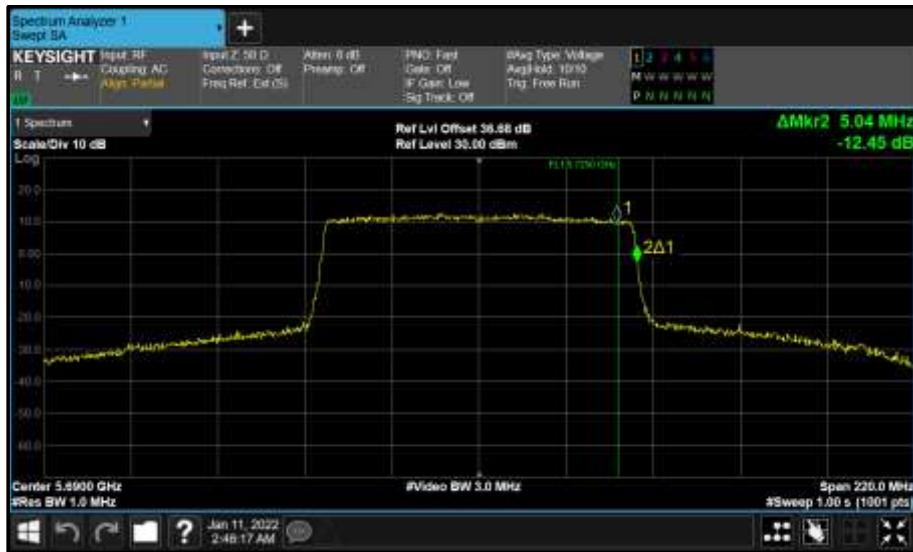 Spectrum Analyzer 1
Swept SA
+
KEYSIGHT
R T
Input: RF
Coupling: AC
Align: Partial
Input Z: 50 Ω
Corrections: Off
Freq Ref: Ext (S)
Atten: 6 dB
Preamp: Off
PNO: Fast
Gate: Off
IF Gain: Low
Sig Track: Off
#Avg Type: Voltage
Avg|Hold: 10/10
Trig: Free Run
1 2 3 4 5 6
M W W W W W
P N N N N N
1 Spectrum
Scale/Div 10 dB
Ref Lvl Offset 36.68 dB
Ref Level 30.00 dBm
ΔMkr2 5.04 MHz
-12.45 dB
Log
20.0
10.0
0.00
-10.0
-20.0
-30.0
-40.0
-50.0
-60.0
1
2Δ1
Center 5.6900 GHz
#Res BW 1.0 MHz
#Video BW 3.0 MHz
Span 220.0 MHz
#Sweep 1.00 s (1001 pts)
?
Jan 11, 2022
2:46:17 AM